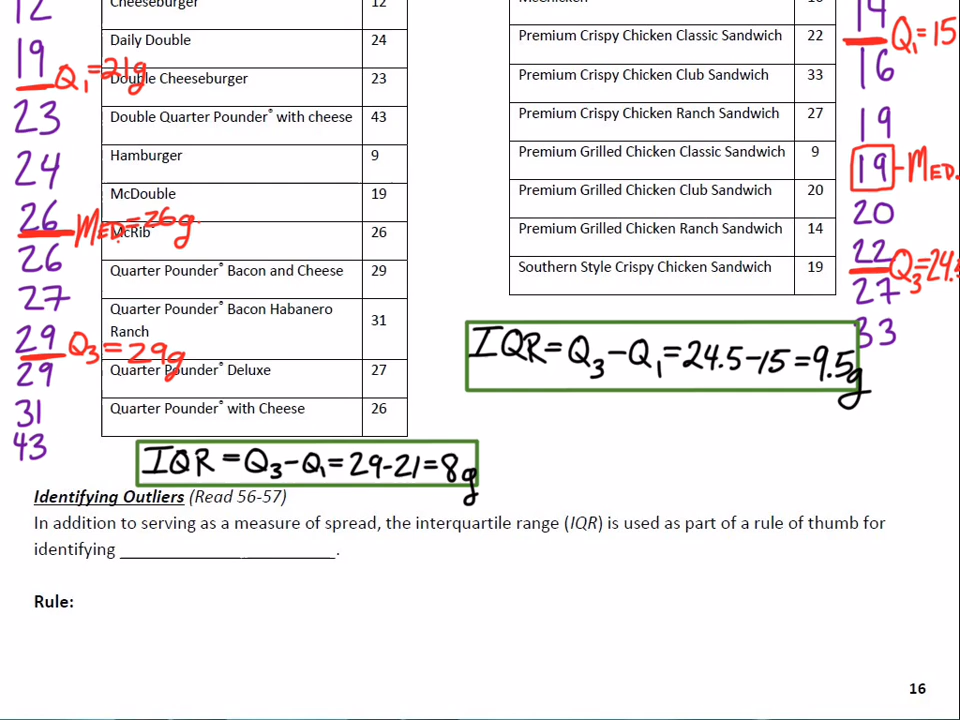 12
19
Q1=21g
23
24
26
MED.=26g
26
27
29
Q3=29g
29
31
43
Cheeseburger 12
Daily Double 24
Double Cheeseburger 23
Double Quarter Pounder® with cheese 43
Hamburger 9
McDouble 19
McRib® 26
Quarter Pounder® Bacon and Cheese 29
Quarter Pounder® Bacon Habanero
Ranch 31
Quarter Pounder® Deluxe 27
Quarter Pounder® with Cheese 26
IQR=Q3-Q1=29-21=8g
McChicken 16
Premium Crispy Chicken Classic Sandwich 22
Premium Crispy Chicken Club Sandwich 33
Premium Crispy Chicken Ranch Sandwich 27
Premium Grilled Chicken Classic Sandwich 9
Premium Grilled Chicken Club Sandwich 20
Premium Grilled Chicken Ranch Sandwich 14
Southern Style Crispy Chicken Sandwich 19
14
Q1=15
16
19
19 -MED.
20
22
Q3=24.5
27
33
IQR=Q3-Q1=24.5-15=9.5g
Identifying Outliers (Read 56-57)
In addition to serving as a measure of spread, the interquartile range (IQR) is used as part of a rule of thumb for
identifying ________________________.
Rule:
16